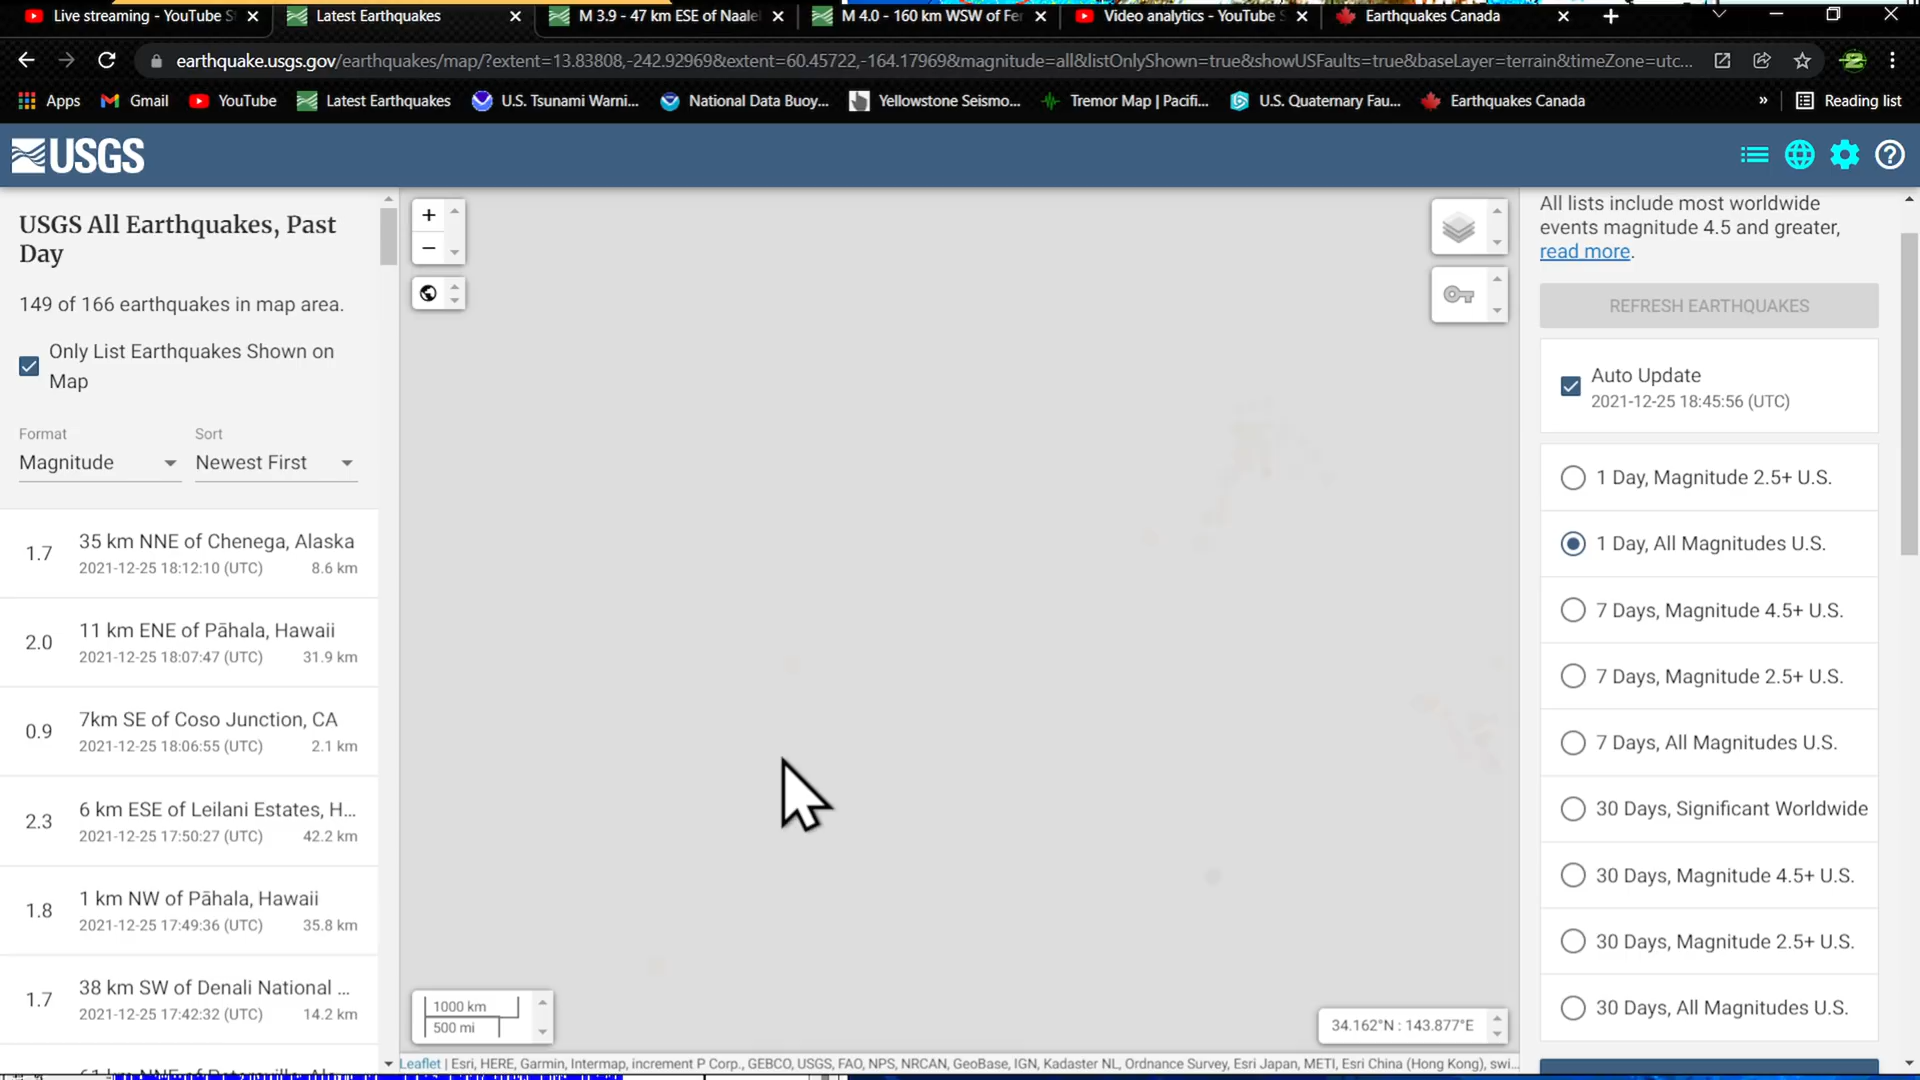 Live streaming - YouTube S
Latest Earthquakes
M 3.9 - 47 km ESE of Naale
M 4.0 - 160 km WSW of Fer
Video analytics - YouTube S
Earthquakes Canada
earthquake.usgs.gov/earthquakes/map/?extent=13.83808,-242.92969&extent=60.45722,-164.17969&magnitude=all&listOnlyShown=true&showUSFaults=true&baseLayer=terrain&timeZone=utc...
Apps
Gmail
YouTube
Latest Earthquakes
U.S. Tsunami Warni...
National Data Buoy...
Yellowstone Seismo...
Tremor Map | Pacifi...
U.S. Quaternary Fau...
Earthquakes Canada
»
Reading list
USGS
USGS All Earthquakes, Past
Day
149 of 166 earthquakes in map area.
Only List Earthquakes Shown on
Map
Format
Sort
Magnitude
Newest First
1.7
35 km NNE of Chenega, Alaska
2021-12-25 18:12:10 (UTC)
8.6 km
2.0
11 km ENE of Pāhala, Hawaii
2021-12-25 18:07:47 (UTC)
31.9 km
0.9
7km SE of Coso Junction, CA
2021-12-25 18:06:55 (UTC)
2.1 km
2.3
6 km ESE of Leilani Estates, H...
2021-12-25 17:50:27 (UTC)
42.2 km
1.8
1 km NW of Pāhala, Hawaii
2021-12-25 17:49:36 (UTC)
35.8 km
1.7
38 km SW of Denali National ...
2021-12-25 17:42:32 (UTC)
14.2 km
+
−
1000 km
500 mi
34.162°N : 143.877°E
Leaflet | Esri, HERE, Garmin, Intermap, increment P Corp., GEBCO, USGS, FAO, NPS, NRCAN, GeoBase, IGN, Kadaster NL, Ordnance Survey, Esri Japan, METI, Esri China (Hong Kong), swi...
All lists include most worldwide
events magnitude 4.5 and greater,
read more.
REFRESH EARTHQUAKES
Auto Update
2021-12-25 18:45:56 (UTC)
1 Day, Magnitude 2.5+ U.S.
1 Day, All Magnitudes U.S.
7 Days, Magnitude 4.5+ U.S.
7 Days, Magnitude 2.5+ U.S.
7 Days, All Magnitudes U.S.
30 Days, Significant Worldwide
30 Days, Magnitude 4.5+ U.S.
30 Days, Magnitude 2.5+ U.S.
30 Days, All Magnitudes U.S.